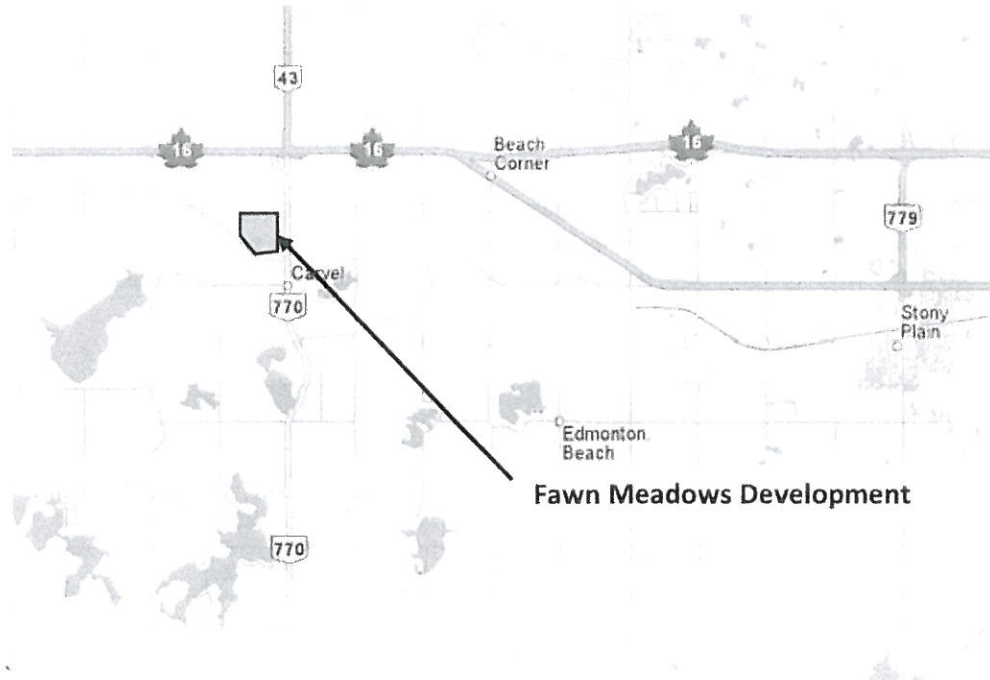 43
16
16
16
Beach
Corner
779
Carvel
770
Stony
Plain
Edmonton
Beach
Fawn Meadows Development
770